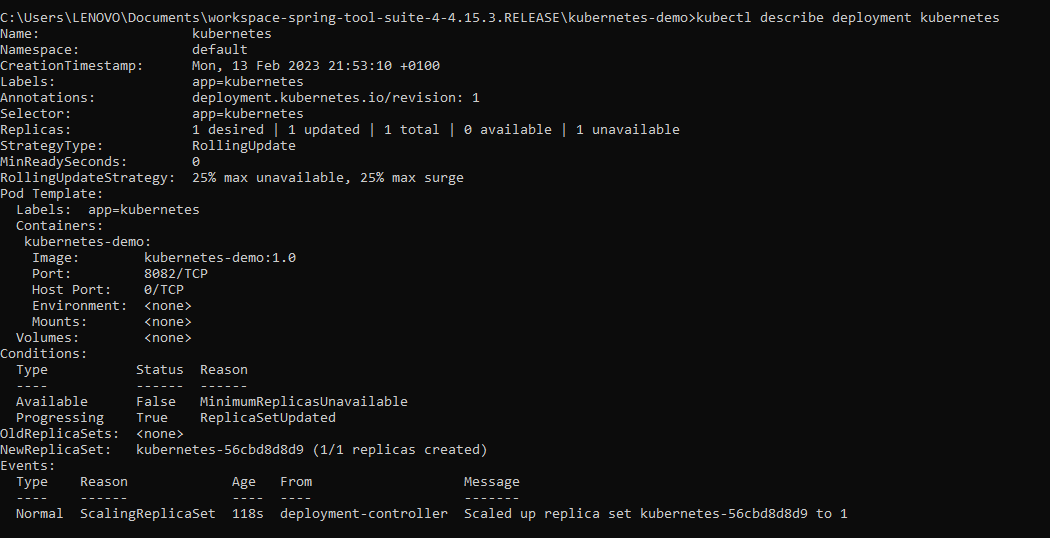 C:\Users\LENOVO\Documents\workspace-spring-tool-suite-4-4.15.3.RELEASE\kubernetes-demo>kubectl describe deployment kubernetes
Name:                   kubernetes
Namespace:              default
CreationTimestamp:      Mon, 13 Feb 2023 21:53:10 +0100
Labels:                 app=kubernetes
Annotations:            deployment.kubernetes.io/revision: 1
Selector:               app=kubernetes
Replicas:               1 desired | 1 updated | 1 total | 0 available | 1 unavailable
StrategyType:           RollingUpdate
MinReadySeconds:        0
RollingUpdateStrategy:  25% max unavailable, 25% max surge
Pod Template:
  Labels:  app=kubernetes
  Containers:
   kubernetes-demo:
    Image:        kubernetes-demo:1.0
    Port:         8082/TCP
    Host Port:    0/TCP
    Environment:  <none>
    Mounts:       <none>
  Volumes:        <none>
Conditions:
  Type           Status  Reason
  ----           ------  ------
  Available      False   MinimumReplicasUnavailable
  Progressing    True    ReplicaSetUpdated
OldReplicaSets:  <none>
NewReplicaSet:   kubernetes-56cbd8d8d9 (1/1 replicas created)
Events:
  Type    Reason             Age   From                   Message
  ----    ------             ----  ----                   -------
  Normal  ScalingReplicaSet  118s  deployment-controller  Scaled up replica set kubernetes-56cbd8d8d9 to 1